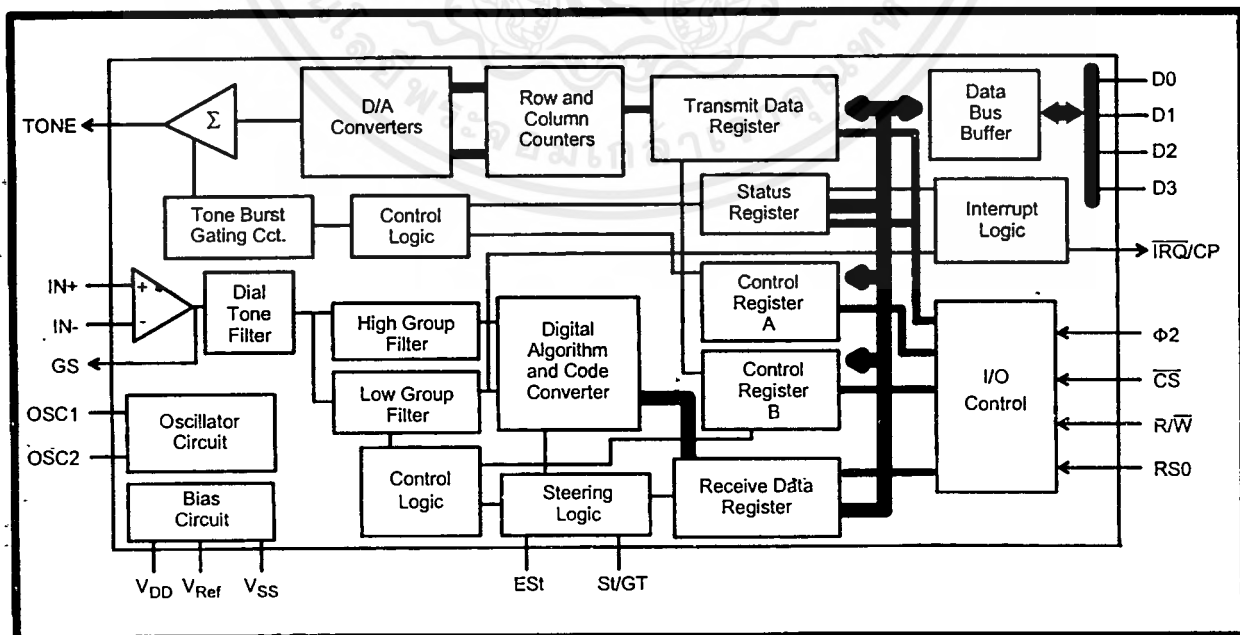 D/A
Converters
Row and
Column
Counters
Transmit Data
Register
Data
Bus
Buffer
D0
D1
D2
D3
TONE
Σ
Tone Burst
Gating Cct.
Control
Logic
Status
Register
Interrupt
Logic
I̅R̅Q̅/CP
IN+
IN-
GS
+
-
Dial
Tone
Filter
High Group
Filter
Low Group
Filter
Digital
Algorithm
and Code
Converter
Control
Register
A
Control
Register
B
I/O
Control
Φ2
C̅S̅
R/W̅
RS0
OSC1
OSC2
Oscillator
Circuit
Bias
Circuit
Control
Logic
Steering
Logic
Receive Data
Register
VDD
VRef
VSS
ESt
St/GT